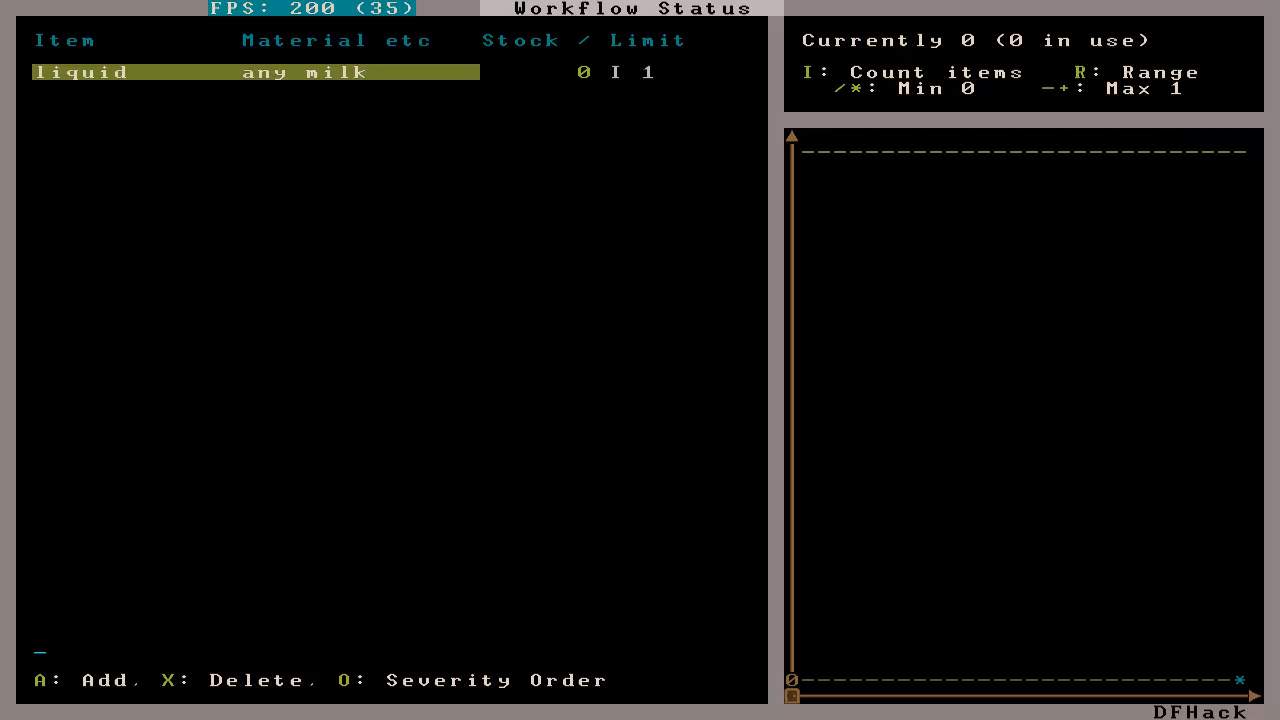 FPS: 200 (35) Workflow Status
Item Material etc Stock / Limit
liquid any milk 0 I 1
_
A: Add, X: Delete, O: Severity Order
Currently 0 (0 in use)
I: Count items R: Range
/*: Min 0 -+: Max 1
0
DFHack